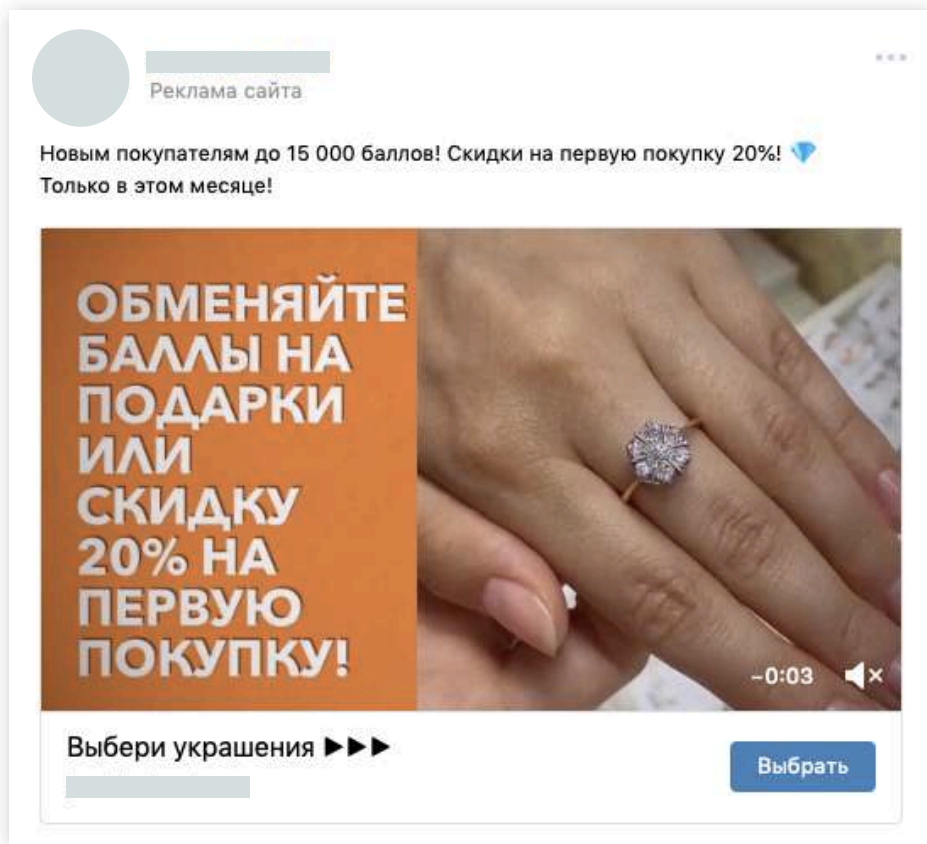 Реклама сайта
Новым покупателям до 15 000 баллов! Скидки на первую покупку 20%! 💎
Только в этом месяце!
ОБМЕНЯЙТЕ
БАЛЛЫ НА
ПОДАРКИ
ИЛИ
СКИДКУ
20% НА
ПЕРВУЮ
ПОКУПКУ!
-0:03
Выбери украшения ▶▶▶
Выбрать